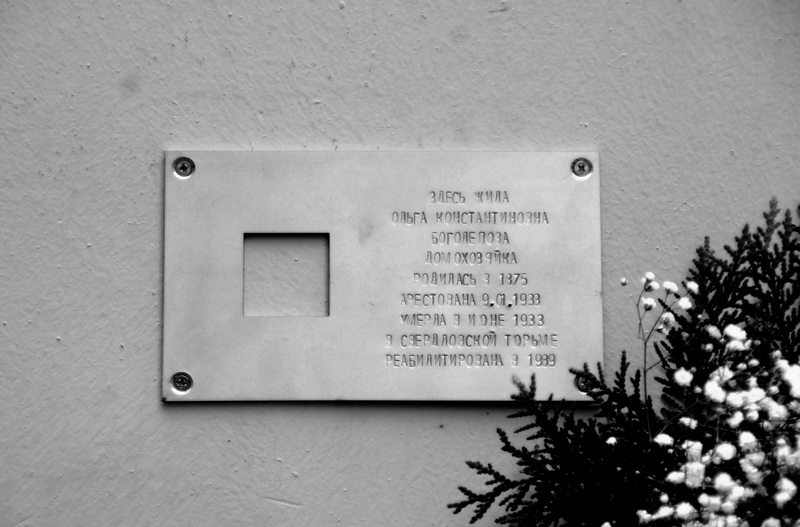 ЗДЕСЬ ЖИЛА
ОЛЬГА КОНСТАНТИНОВНА
БОГОЛЕПОВА
ДОМОХОЗЯЙКА
РОДИЛАСЬ В 1875
АРЕСТОВАНА 9.01.1933
УМЕРЛА В ИЮНЕ 1933
В СВЕРДЛОВСКОЙ ТЮРЬМЕ
РЕАБИЛИТИРОВАНА В 1989